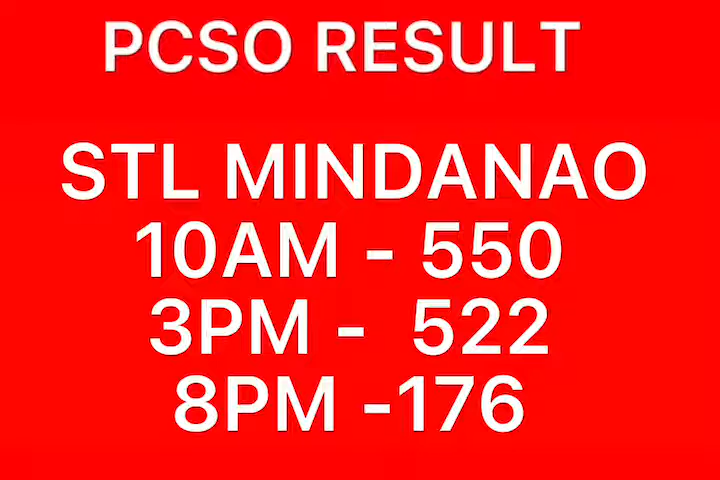 PCSO RESULT
STL MINDANAO
10AM - 550
3PM - 522
8PM -176